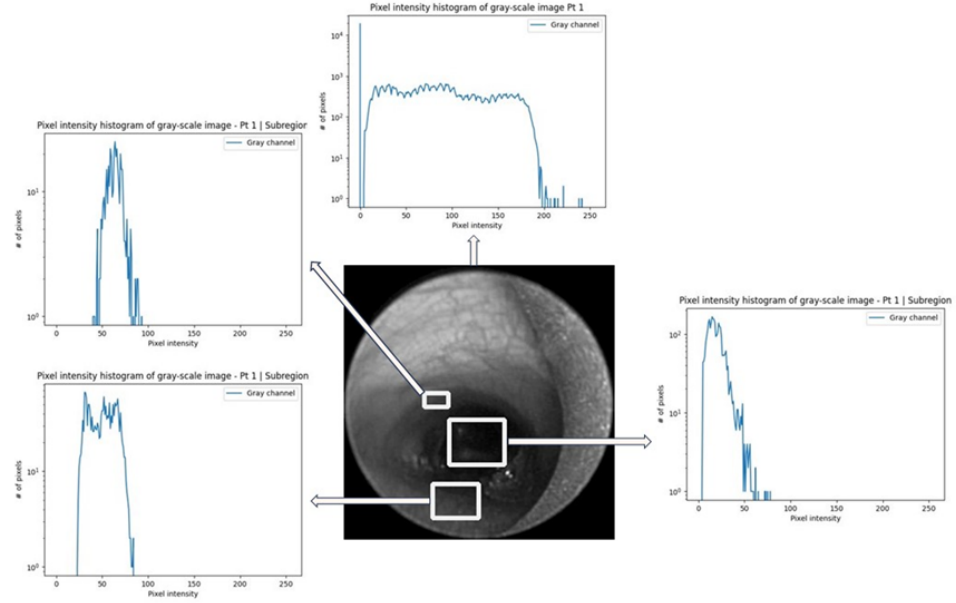 Pixel intensity histogram of gray-scale image Pt 1
Gray channel
# of pixels
10⁴
10³
10²
10¹
10⁰
0 50 100 150 200 250
Pixel intensity
Pixel intensity histogram of gray-scale image - Pt 1 | Subregior
Gray channel
# of pixels
10¹
10⁰
0 50 100 150 200 250
Pixel intensity
Pixel intensity histogram of gray-scale image - Pt 1 | Subregion
Gray channel
# of pixels
10²
10¹
10⁰
0 50 100 150 200 250
Pixel intensity
Pixel intensity histogram of gray-scale image - Pt 1 | Subregion
Gray channel
# of pixels
10¹
10⁰
0 50 100 150 200 250
Pixel intensity